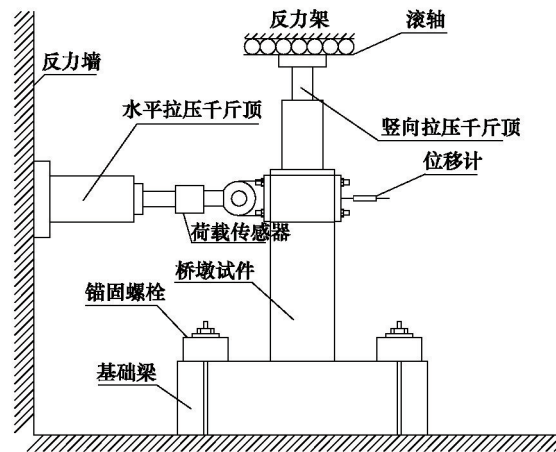 反力架
滚轴
反力墙
水平拉压千斤顶
竖向拉压千斤顶
位移计
荷载传感器
桥墩试件
锚固螺栓
基础梁